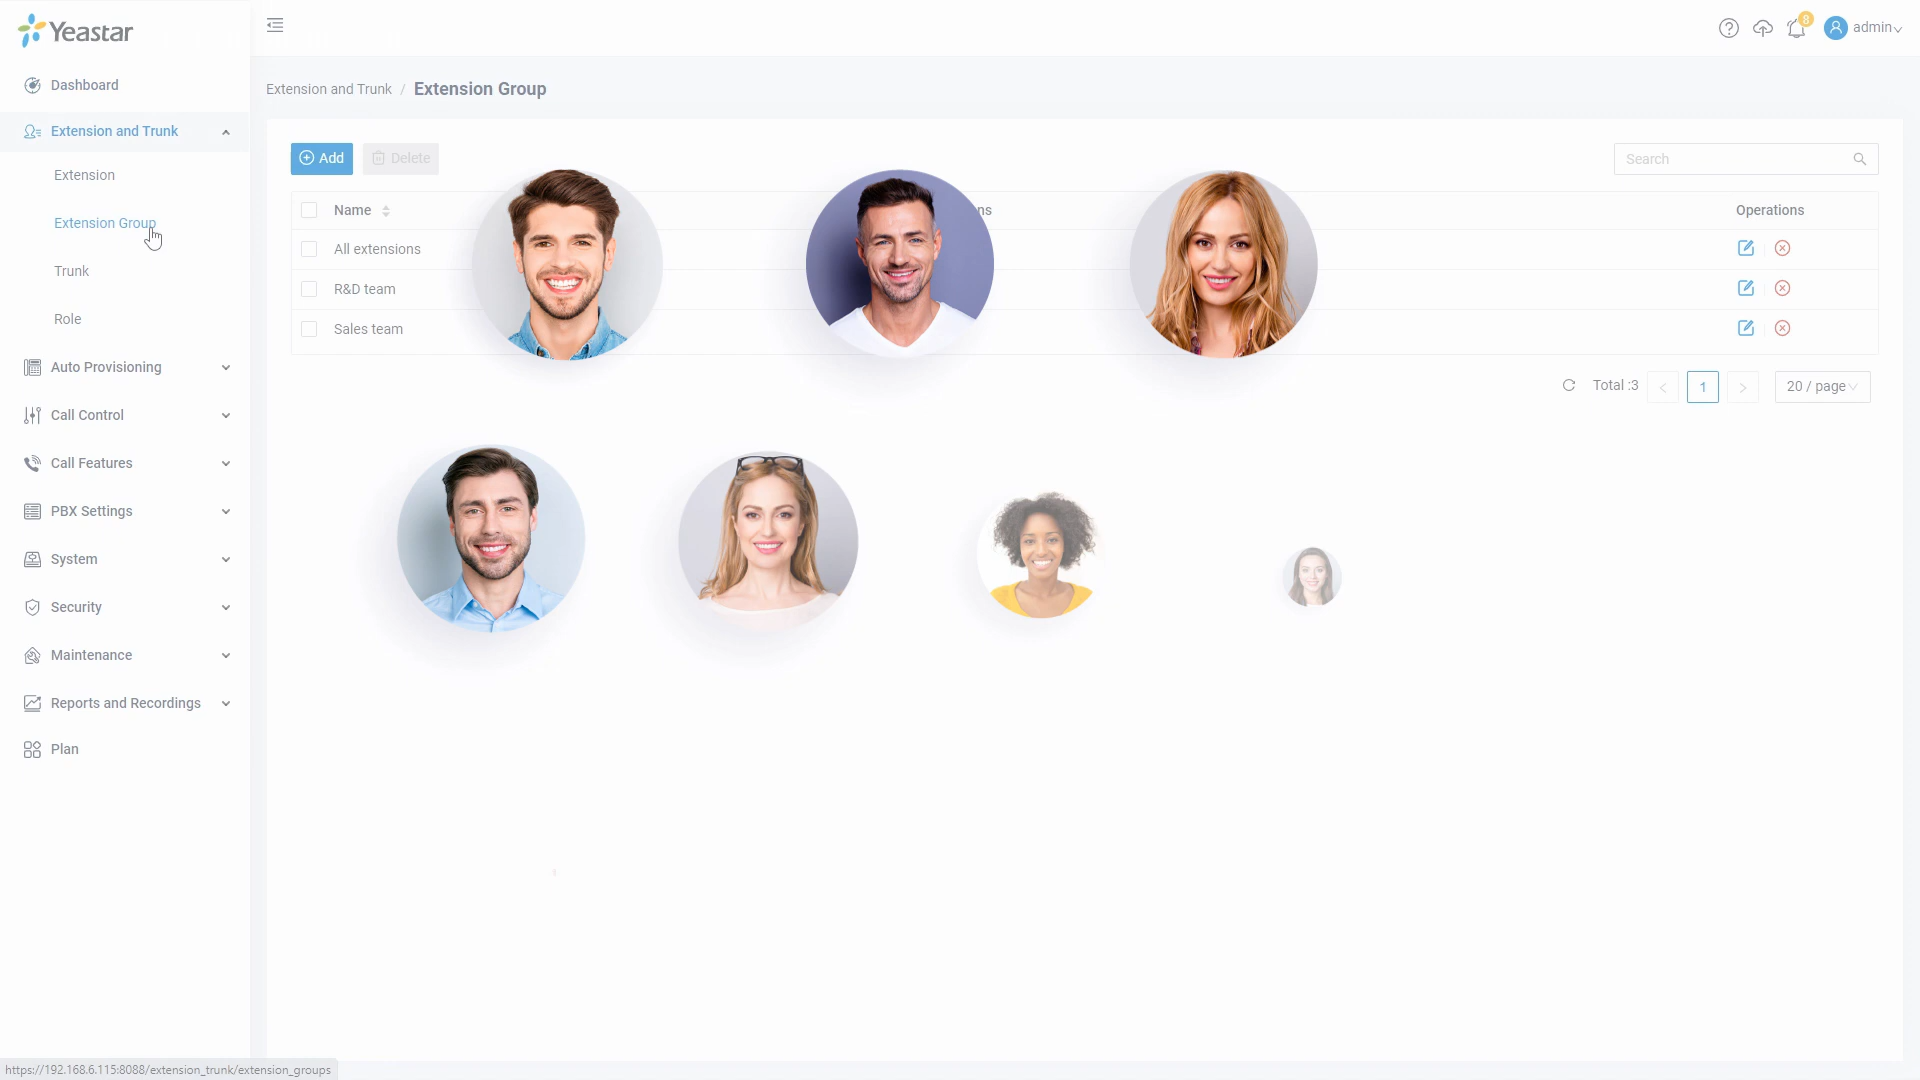 Yeastar
8
admin
Dashboard
Extension and Trunk / Extension Group
Extension and Trunk
Add
Delete
Search
Extension
Name
ns
Operations
Extension Group
All extensions
Trunk
R&D team
Role
Sales team
Auto Provisioning
Total :3
<
1
>
20 / page
Call Control
Call Features
PBX Settings
System
Security
Maintenance
Reports and Recordings
Plan
https://192.168.6.115:8088/extension_trunk/extension_groups